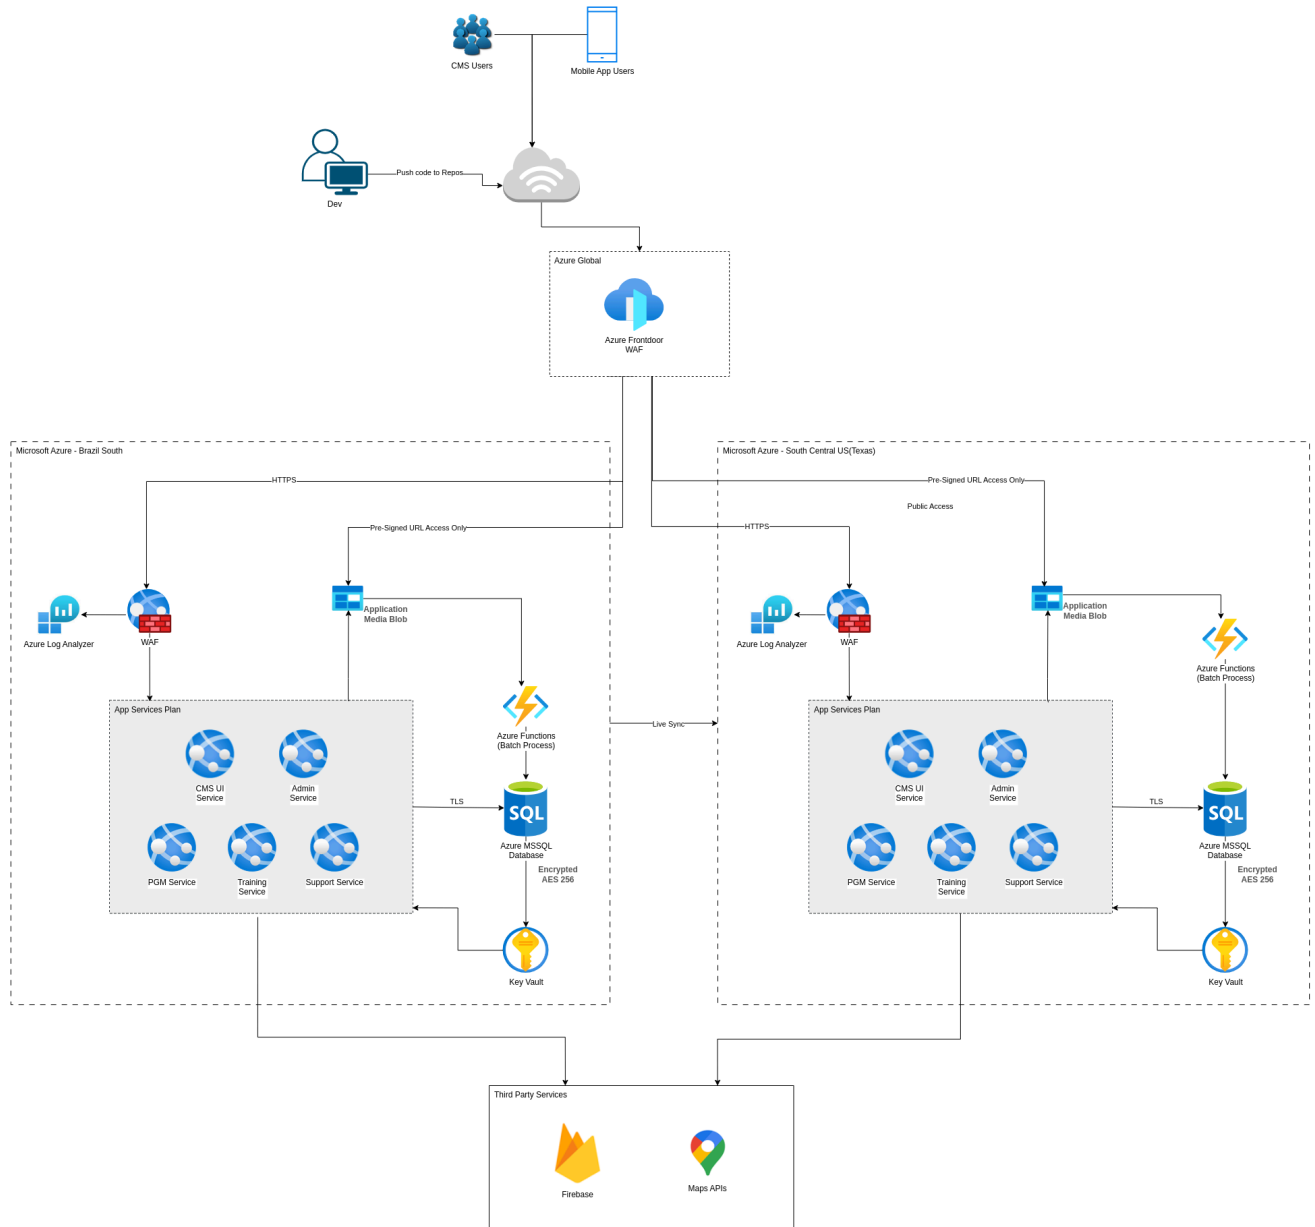 CMS Users
Mobile App Users
Push code to Repos
Dev
Azure Global
Azure Frontdoor
WAF
Microsoft Azure - Brazil South
HTTPS
Pre-Signed URL Access Only
Application
Media Blob
Azure Log Analyzer
WAF
App Services Plan
CMS UI
Service
Admin
Service
PGM Service
Training
Service
Support Service
Azure Functions
(Batch Process)
TLS
SQL
Azure MSSQL
Database
Encrypted
AES 256
Key Vault
Live Sync
Microsoft Azure - South Central US(Texas)
Pre-Signed URL Access Only
Public Access
HTTPS
Application
Media Blob
Azure Log Analyzer
WAF
Azure Functions
(Batch Process)
App Services Plan
CMS UI
Service
Admin
Service
PGM Service
Training
Service
Support Service
TLS
SQL
Azure MSSQL
Database
Encrypted
AES 256
Key Vault
Third Party Services
Firebase
Maps APIs